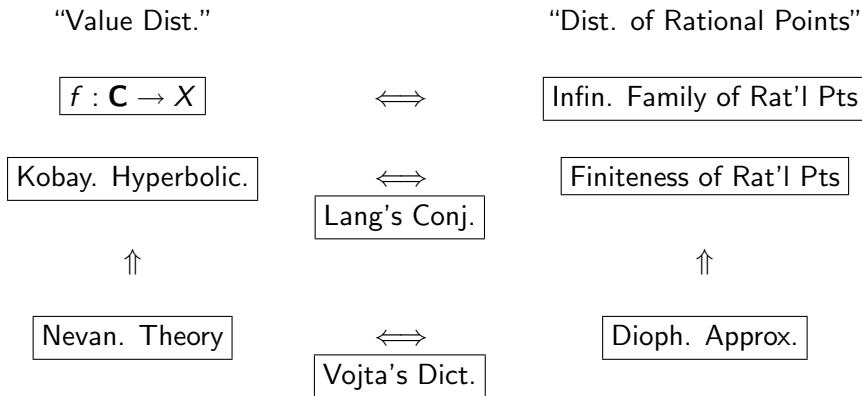 “Value Dist.” “Dist. of Rational Points”
f : C → X ⟺ Infin. Family of Rat'l Pts
Kobay. Hyperbolic. ⟺ Finiteness of Rat'l Pts
Lang's Conj.
⇑ ⇑
Nevan. Theory ⟺ Dioph. Approx.
Vojta's Dict.